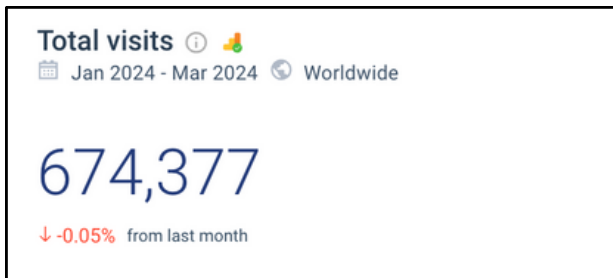 Total visits
Jan 2024 - Mar 2024 Worldwide
674,377
↓ -0.05% from last month